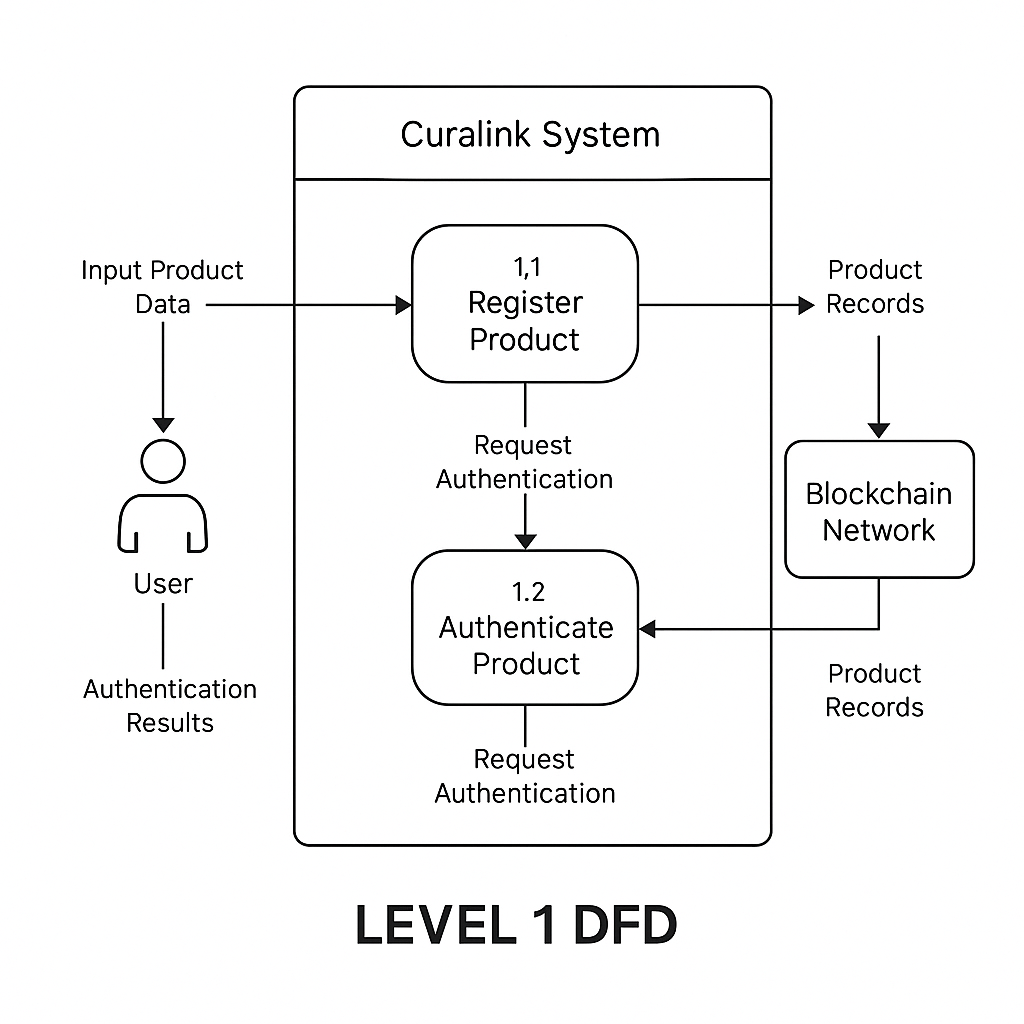 Curalink System
Input Product
Data
1,1
Register
Product
Product
Records
Request
Authentication
User
Blockchain
Network
1.2
Authenticate
Product
Authentication
Results
Product
Records
Request
Authentication
LEVEL 1 DFD